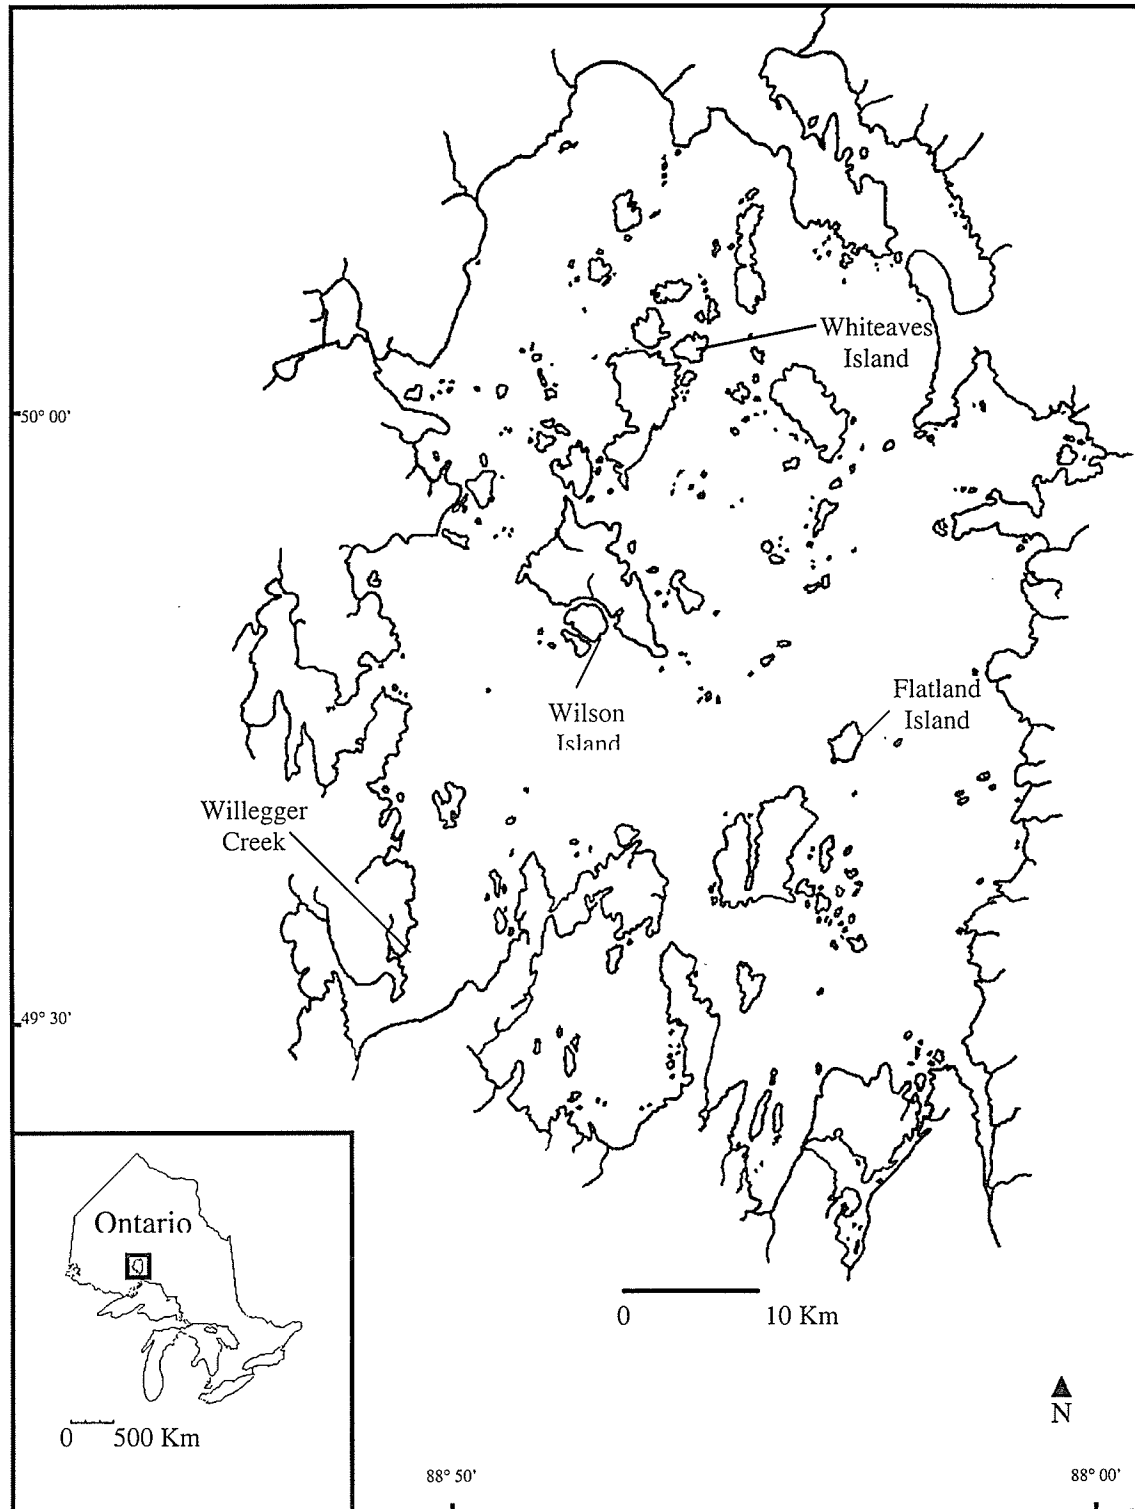 Whiteaves
Island
50° 00'
Flatland
Island
Wilson
Island
Willegger
Creek
49° 30'
Ontario
0 10 Km
N
0 500 Km
88° 50'
88° 00'